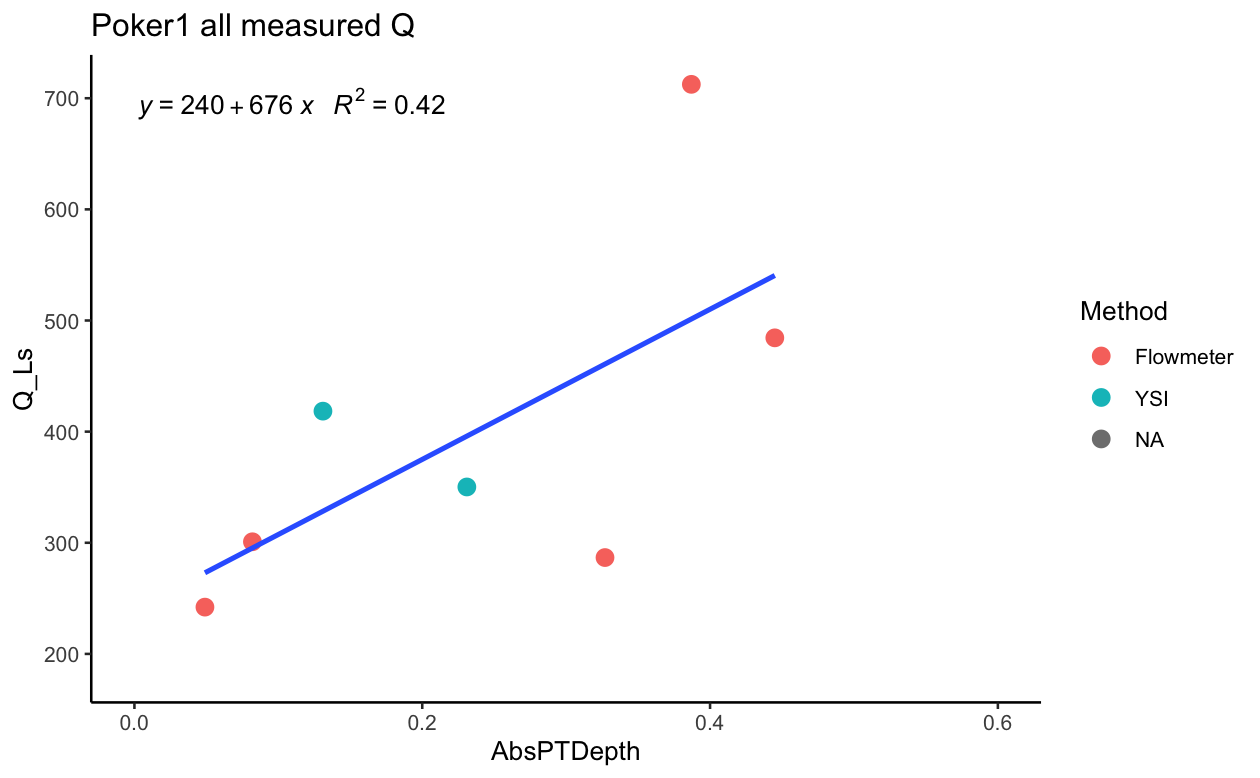 Poker1 all measured Q
y = 240 + 676 x R² = 0.42
700
600
500
400
300
200
Q_Ls
0.0 0.2 0.4 0.6
AbsPTDepth
Method
Flowmeter
YSI
NA